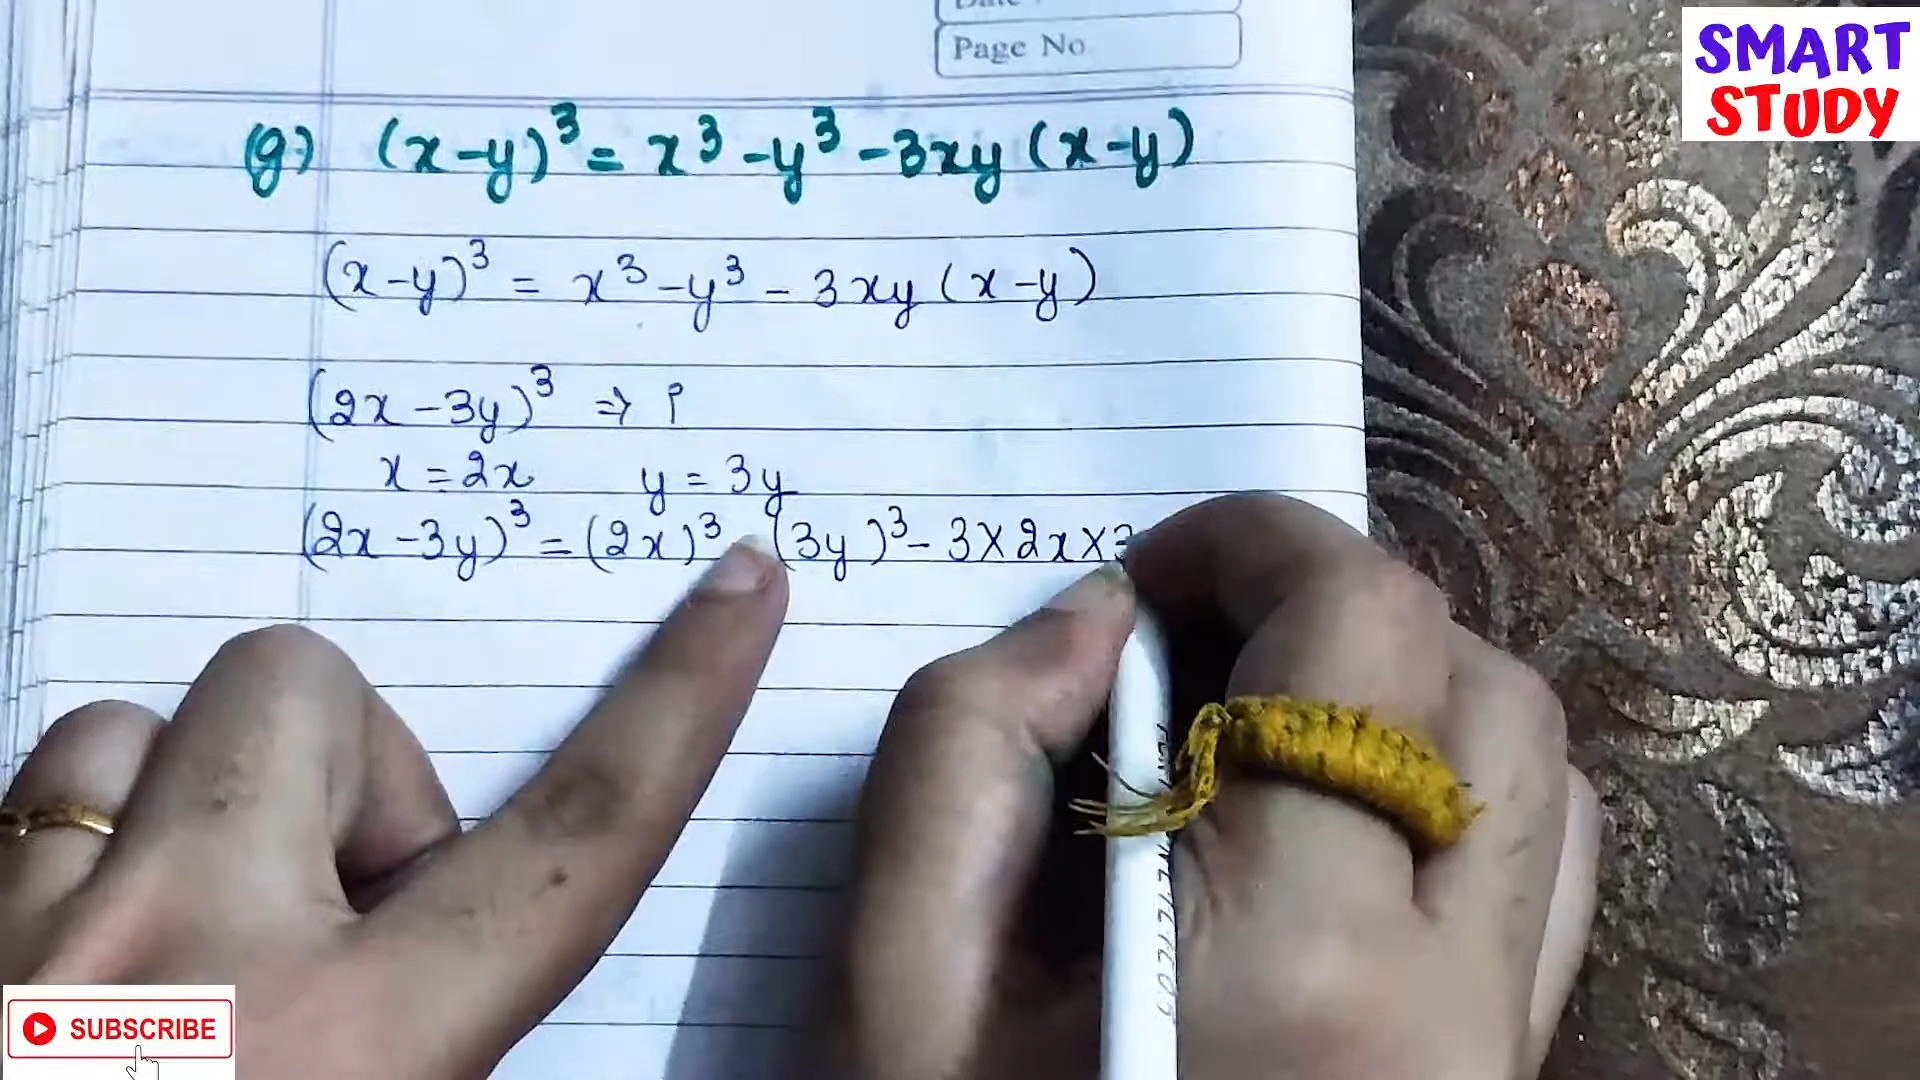 Page No
SMART
STUDY
(g) (x-y)³ = x³ - y³ - 3xy (x-y)
(x-y)³ = x³ - y³ - 3xy (x-y)
(2x - 3y)³ ⇒ ?
x = 2x y = 3y
(2x - 3y)³ = (2x)³ (3y)³ - 3 × 2x × 3
SUBSCRIBE